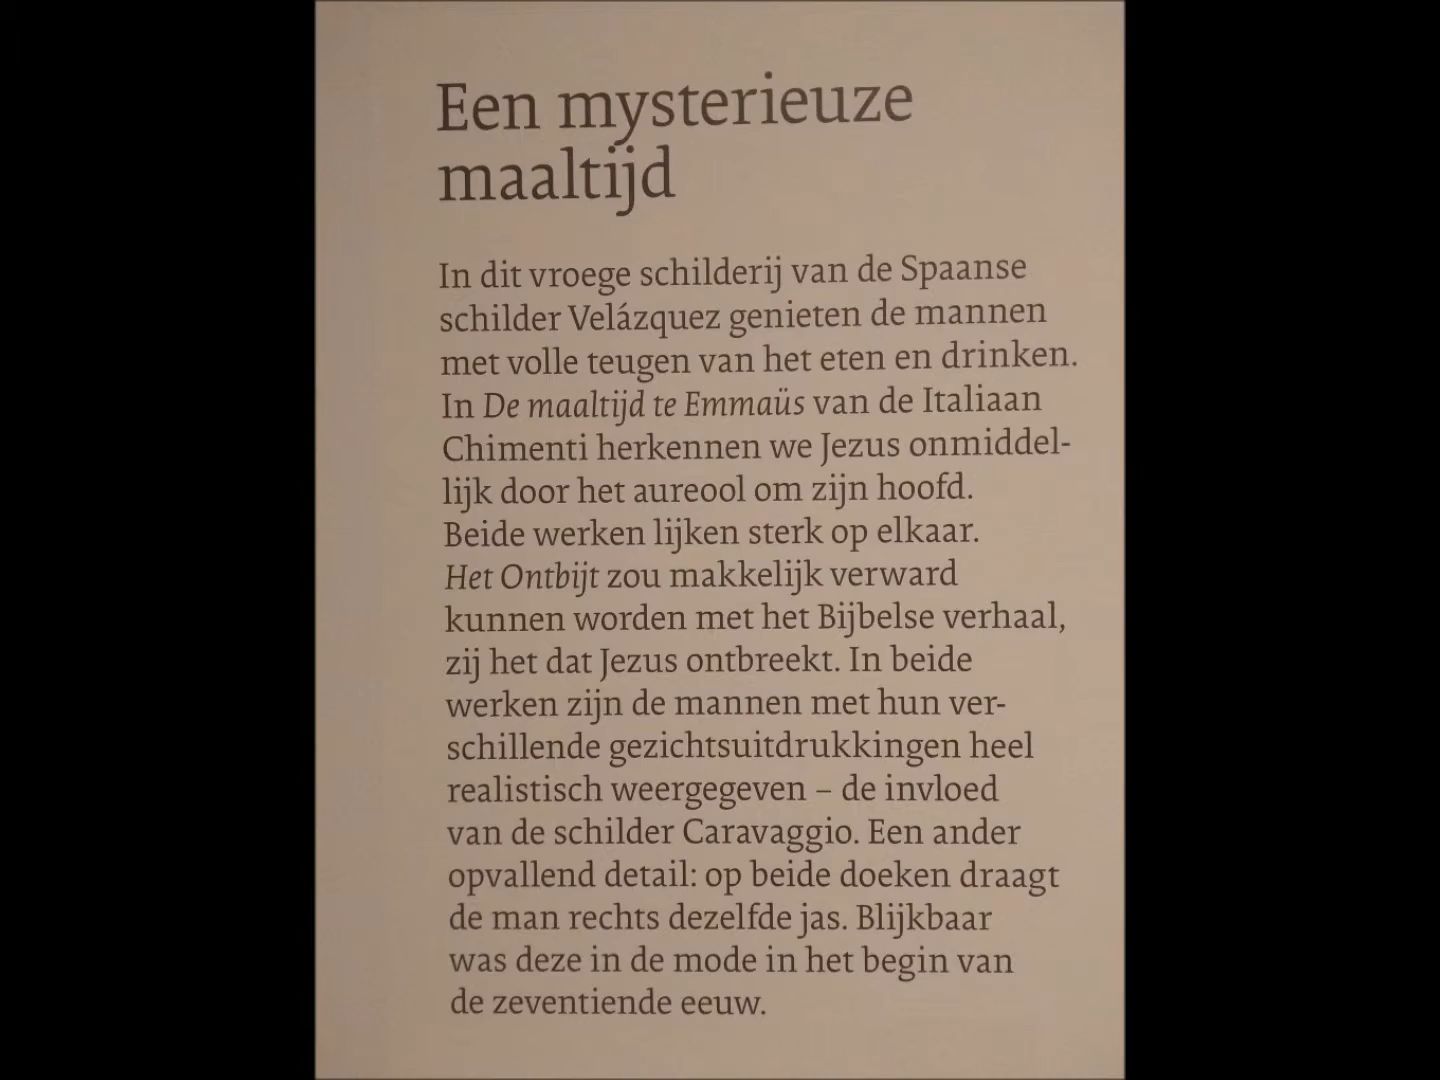 Een mysterieuze
maaltijd
In dit vroege schilderij van de Spaanse
schilder Velázquez genieten de mannen
met volle teugen van het eten en drinken.
In De maaltijd te Emmaüs van de Italiaan
Chimenti herkennen we Jezus onmiddel-
lijk door het aureool om zijn hoofd.
Beide werken lijken sterk op elkaar.
Het Ontbijt zou makkelijk verward
kunnen worden met het Bijbelse verhaal,
zij het dat Jezus ontbreekt. In beide
werken zijn de mannen met hun ver-
schillende gezichtsuitdrukkingen heel
realistisch weergegeven – de invloed
van de schilder Caravaggio. Een ander
opvallend detail: op beide doeken draagt
de man rechts dezelfde jas. Blijkbaar
was deze in de mode in het begin van
de zeventiende eeuw.